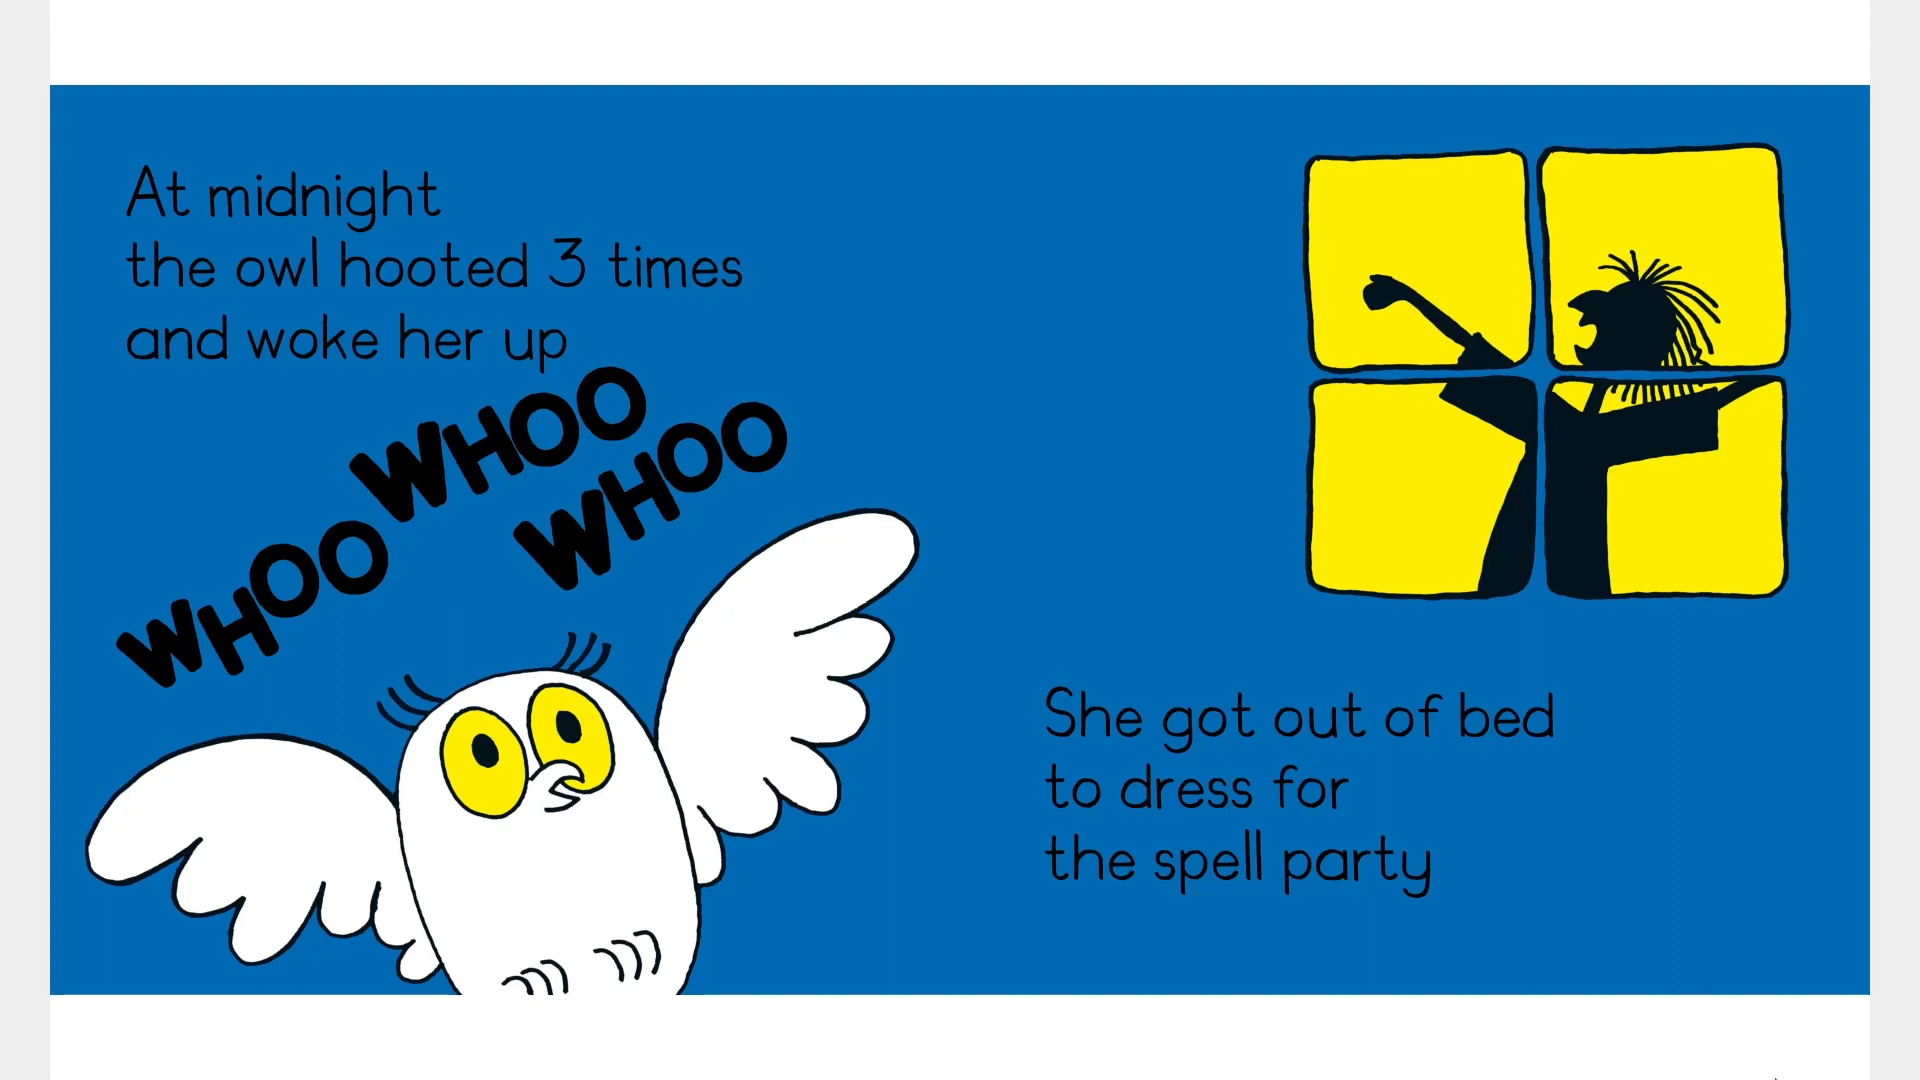 At midnight
the owl hooted 3 times
and woke her up
WHOO
WHOO
WHOO
She got out of bed
to dress for
the spell party